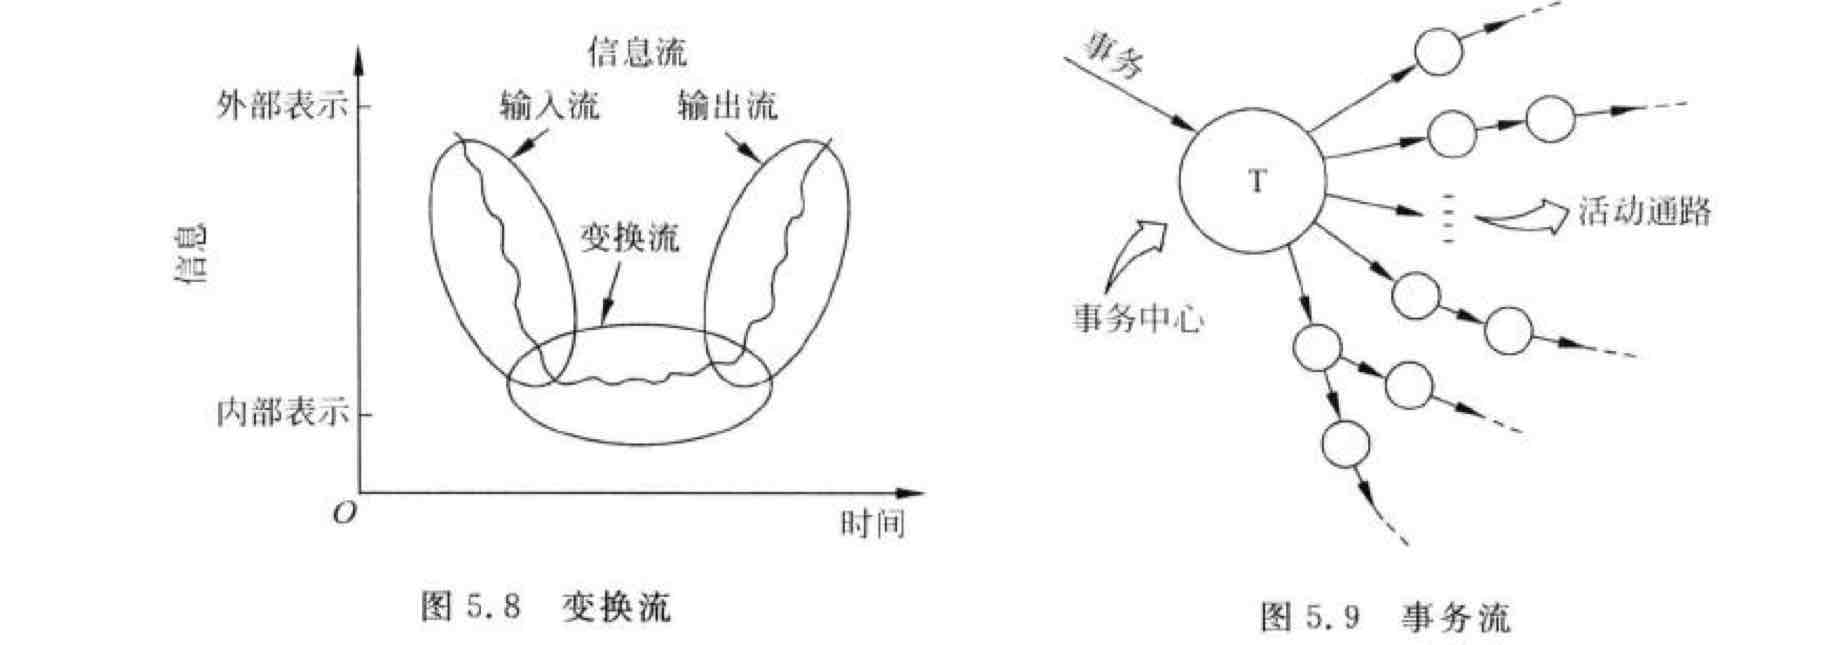 信息流
外部表示
输入流
输出流
变换流
信息
内部表示
O
时间
图 5.8 变换流
事务
T
活动通路
事务中心
图 5.9 事务流